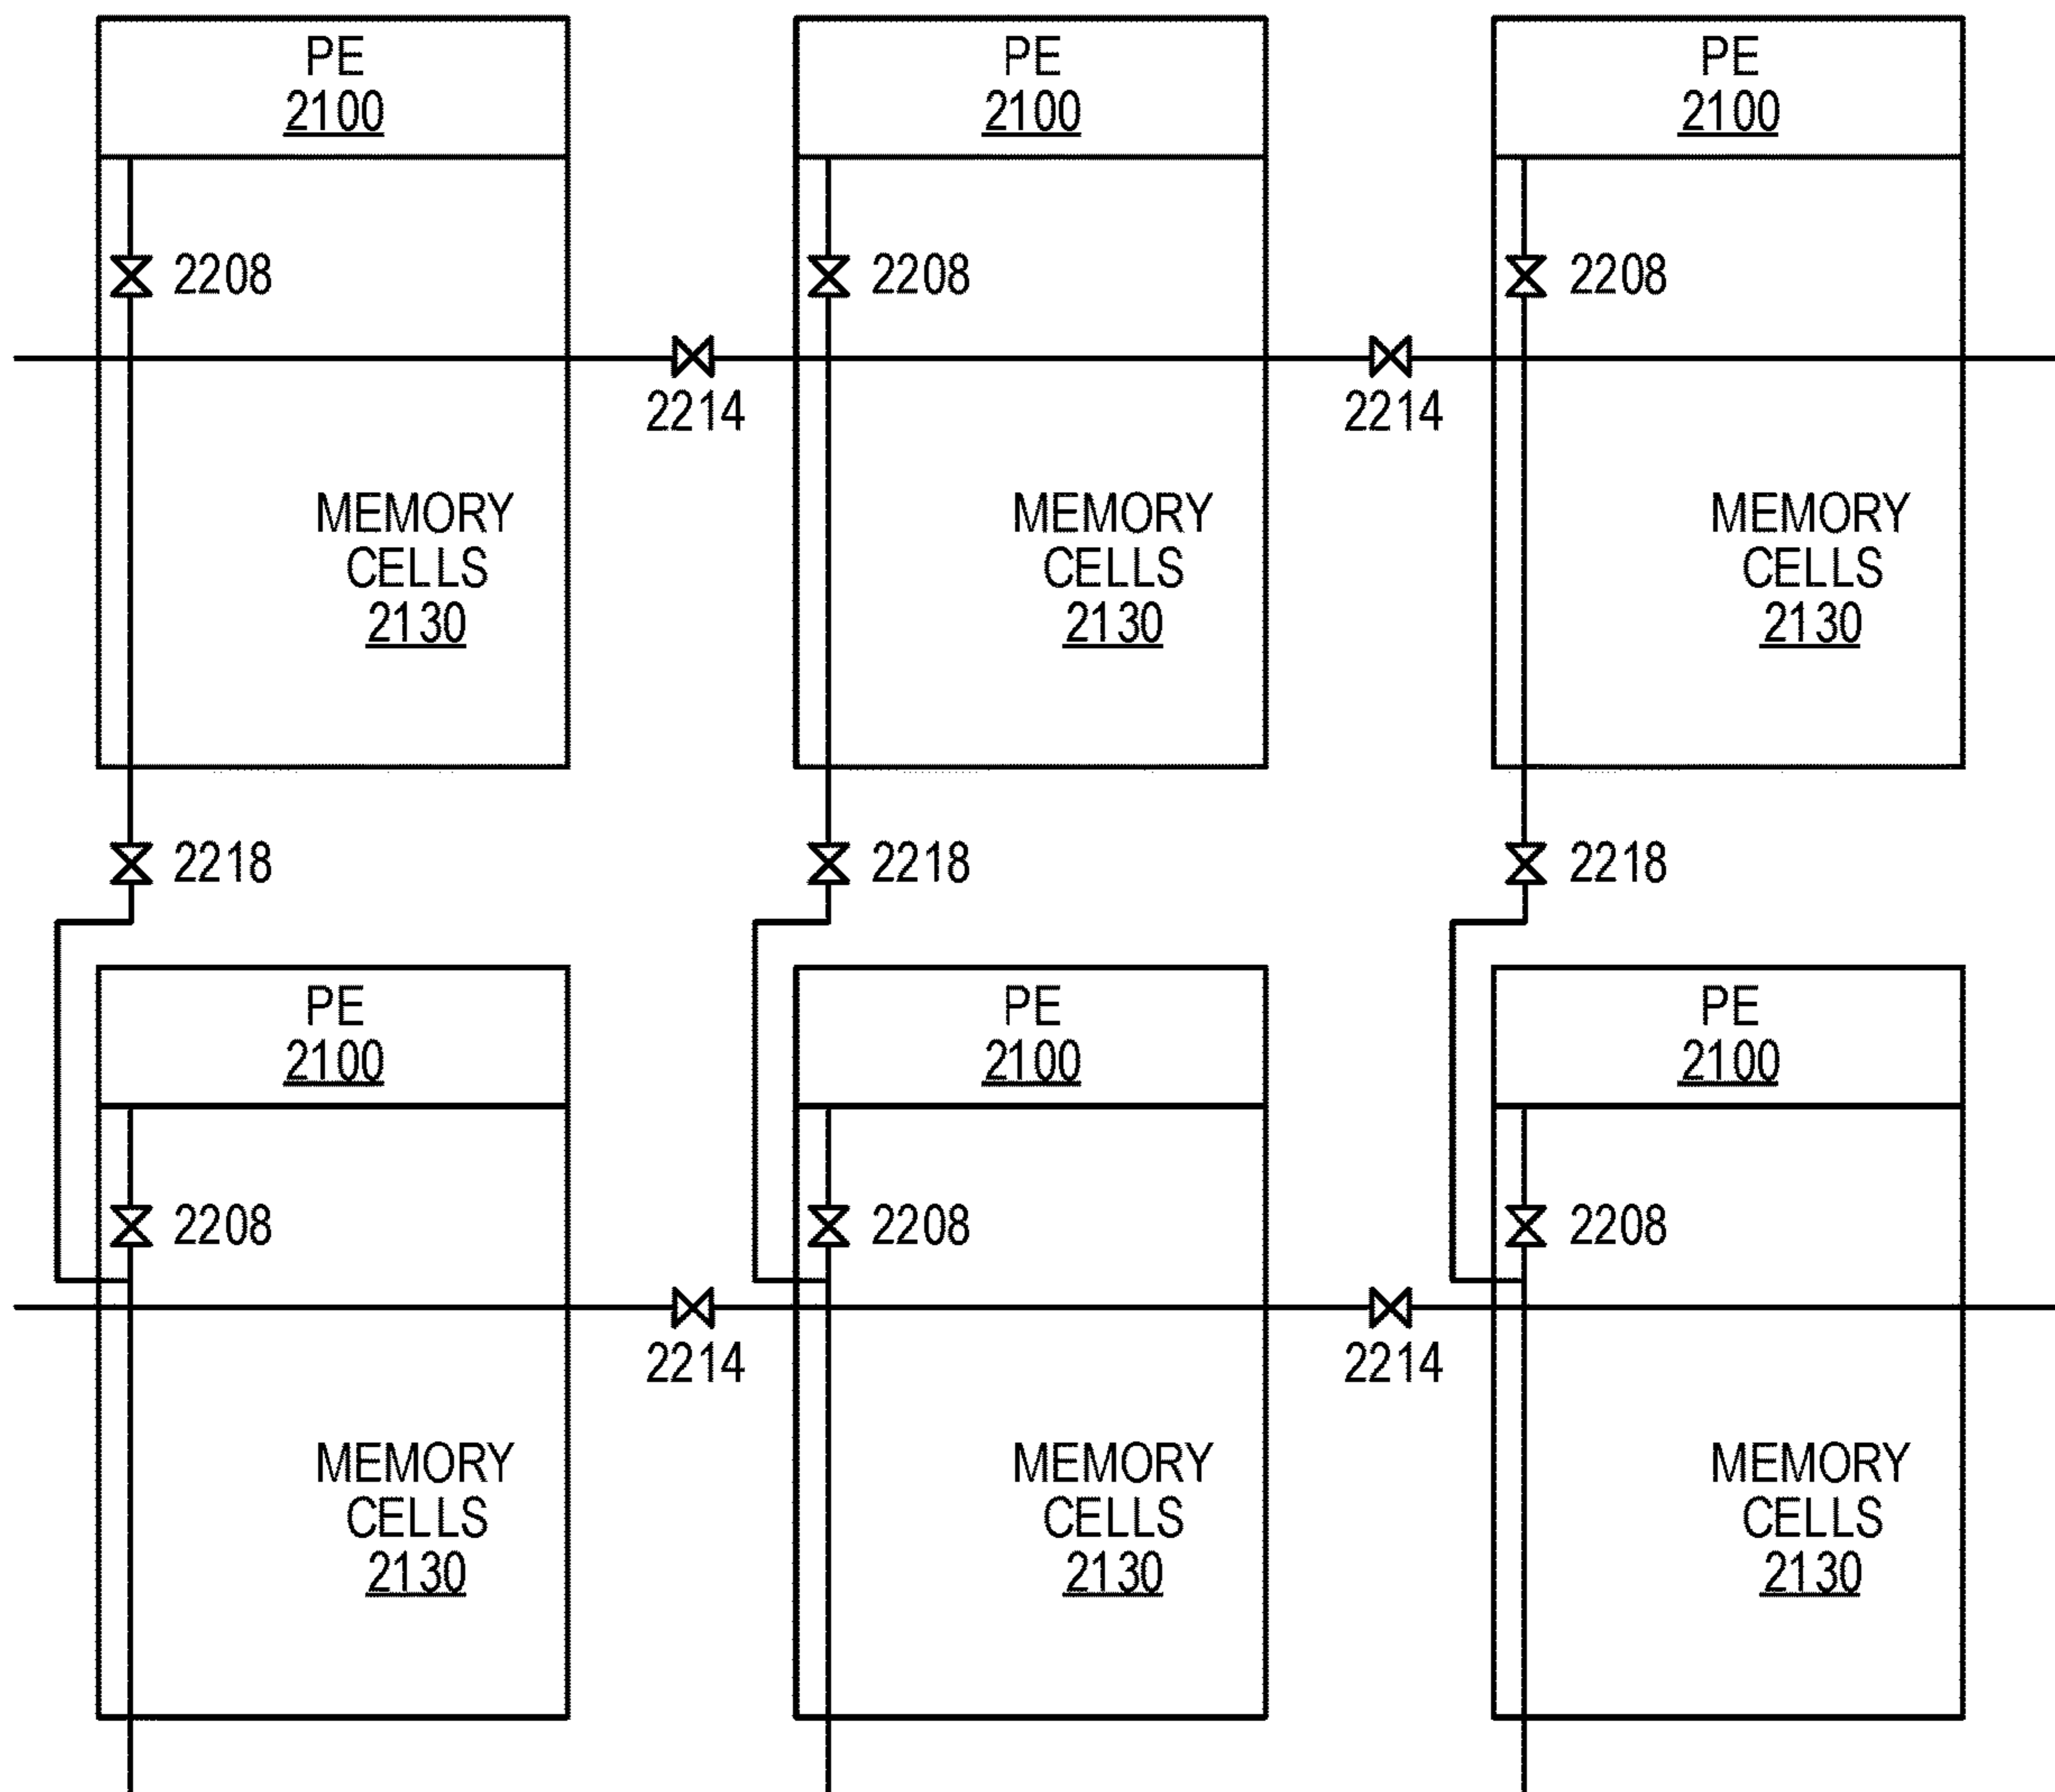 PE PE PE
2100 2100 2100
2208 2208 2208
2214 2214
MEMORY MEMORY MEMORY
CELLS CELLS CELLS
2130 2130 2130
2218 2218 2218
PE PE PE
2100 2100 2100
2208 2208 2208
2214 2214
MEMORY MEMORY MEMORY
CELLS CELLS CELLS
2130 2130 2130